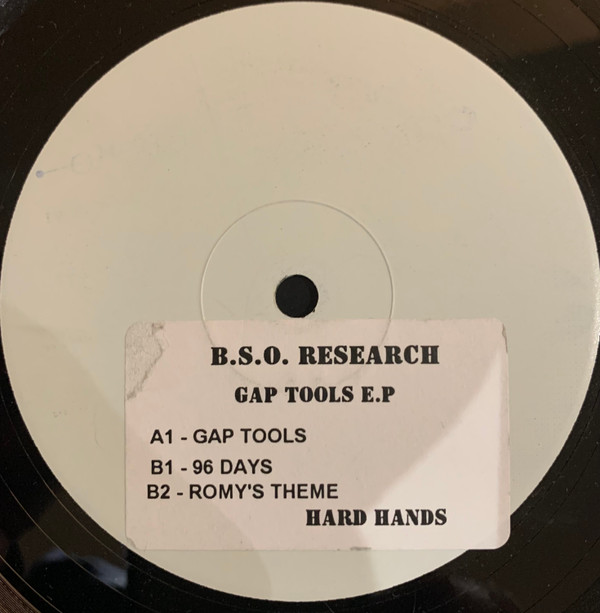 B.S.O. RESEARCH
GAP TOOLS E.P
A1 - GAP TOOLS
B1 - 96 DAYS
B2 - ROMY'S THEME
HARD HANDS